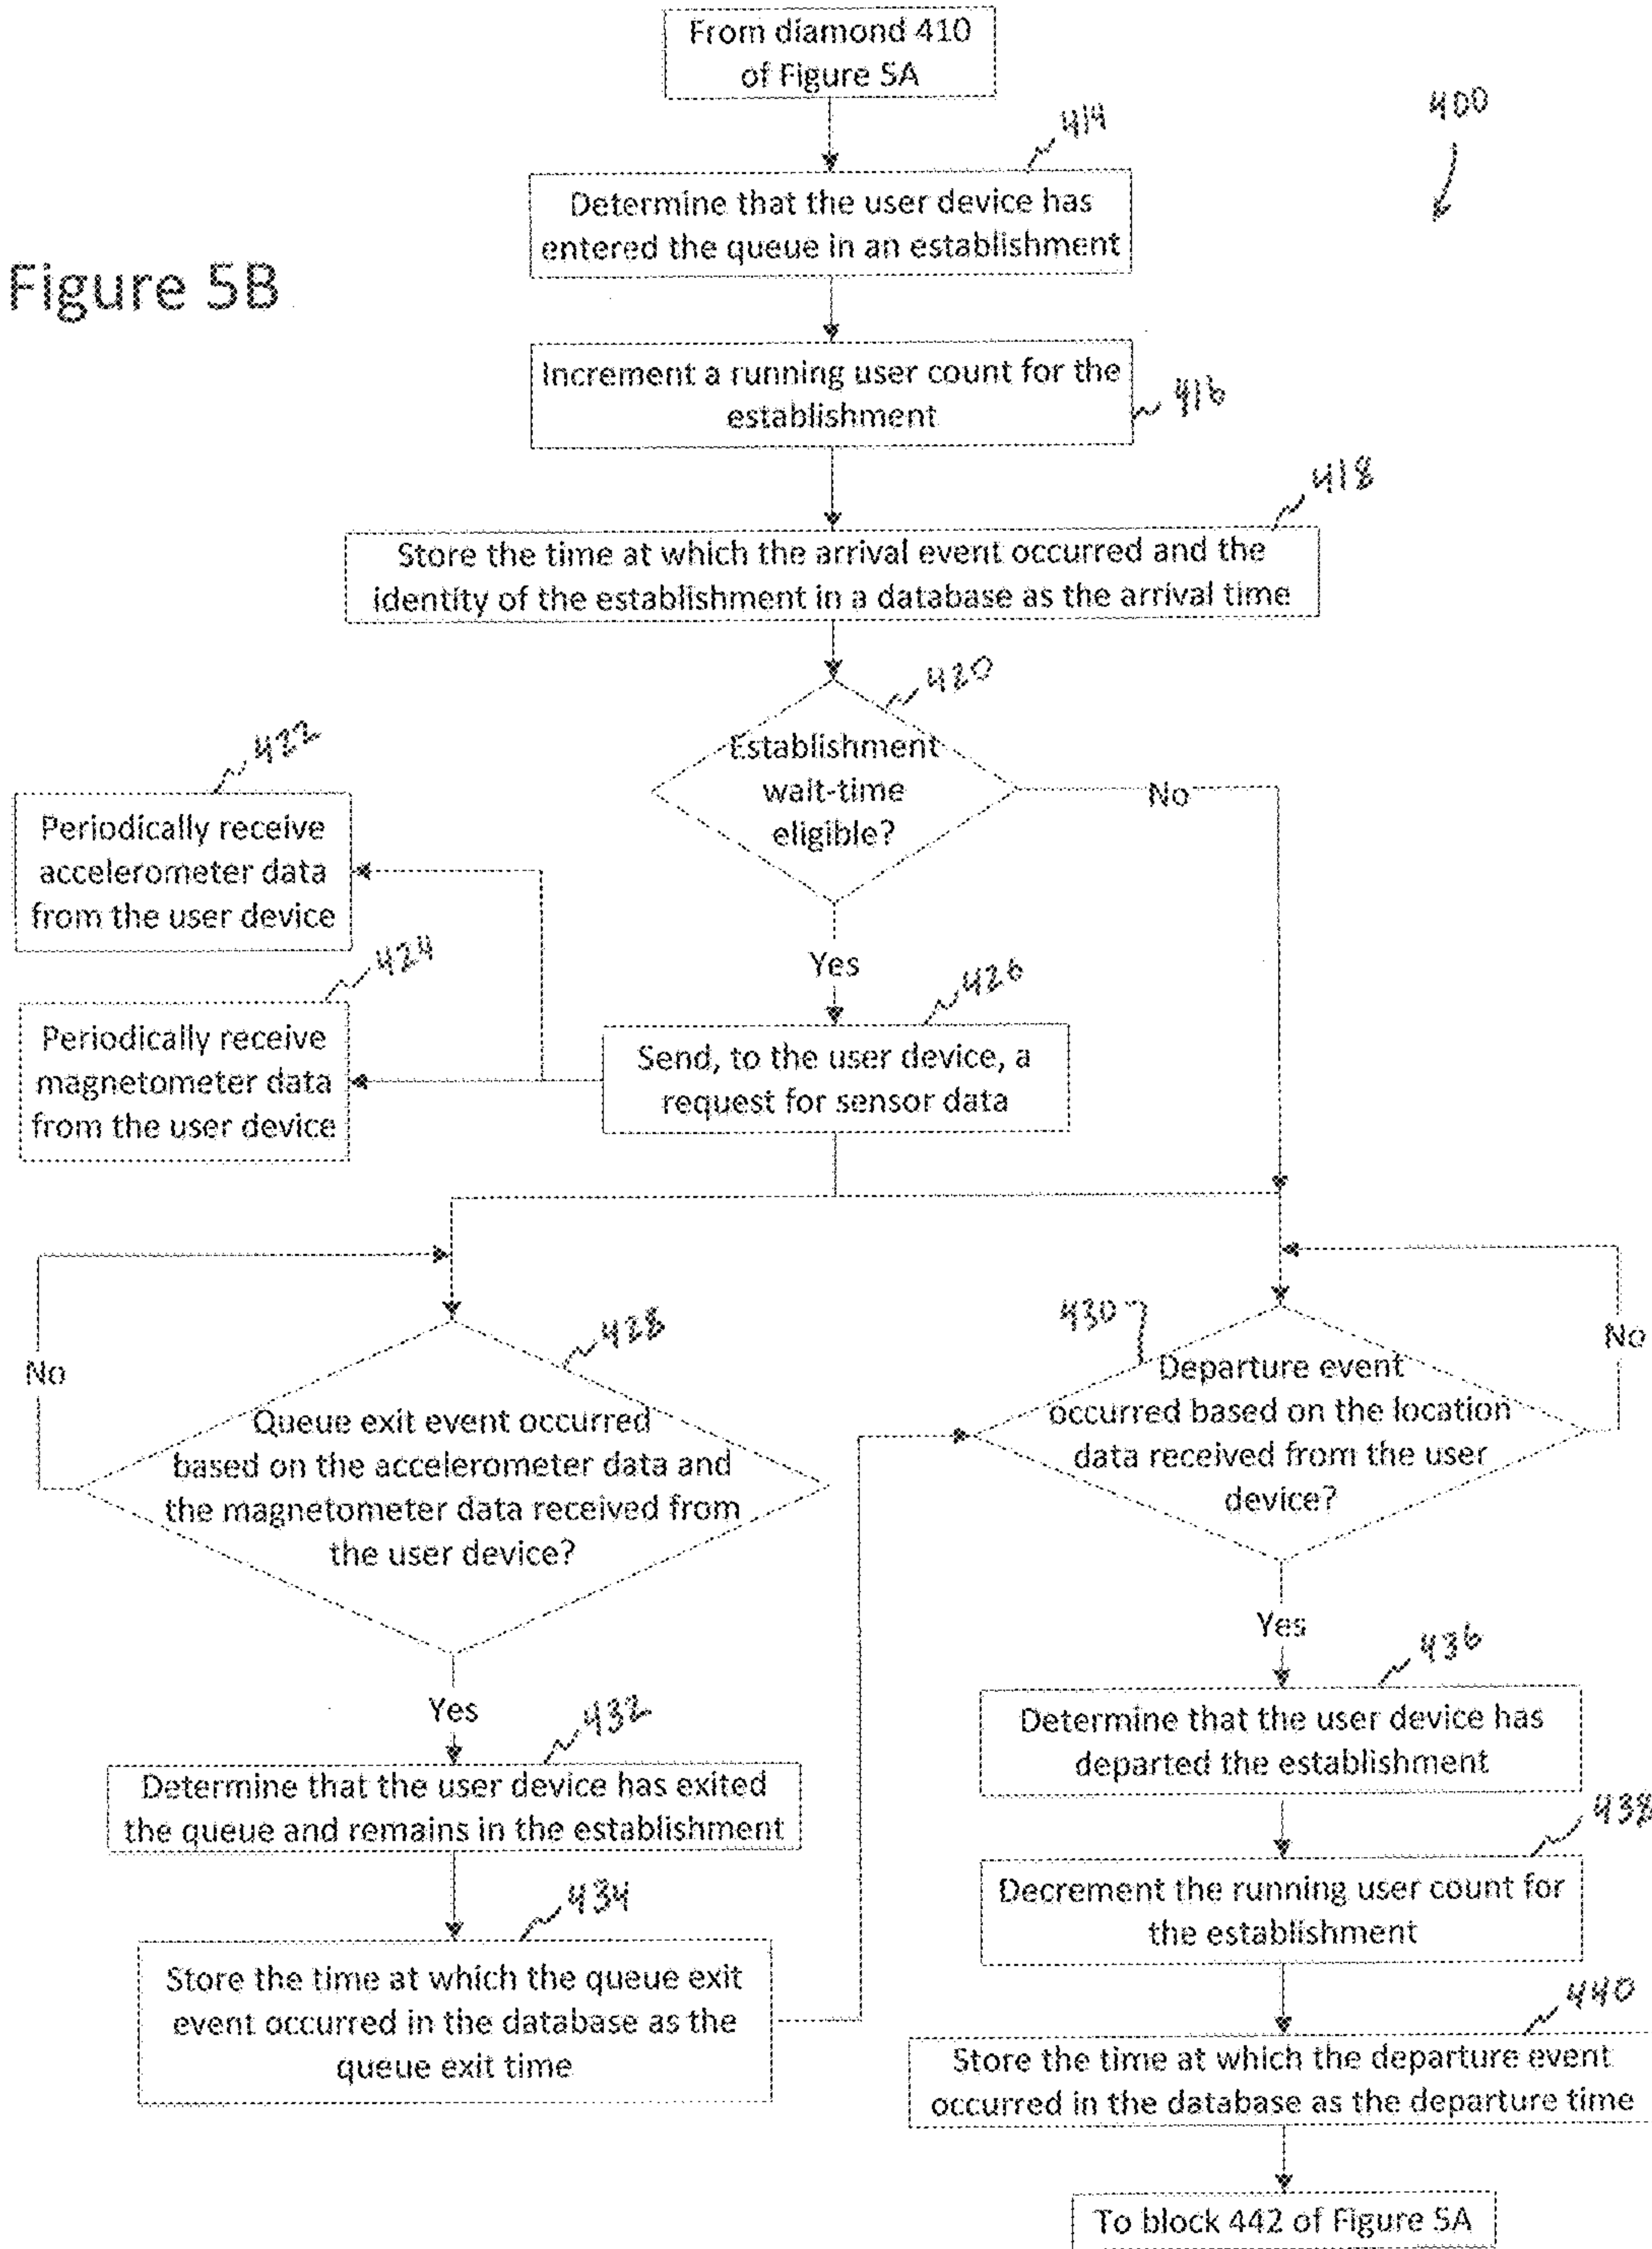 From diamond 410
of Figure 5A
400
414
Determine that the user device has
entered the queue in an establishment
Figure 5B
Increment a running user count for the
establishment
416
418
Store the time at which the arrival event occurred and the
identity of the establishment in a database as the arrival time
420
Establishment
wait-time
eligible?
No
422
Periodically receive
accelerometer data
from the user device
424
Yes
426
Periodically receive
magnetometer data
from the user device
Send, to the user device, a
request for sensor data
428
430
No
No
Queue exit event occurred
based on the accelerometer data and
the magnetometer data received from
the user device?
Departure event
occurred based on the location
data received from the user
device?
Yes
Yes
432
436
Determine that the user device has exited
the queue and remains in the establishment
Determine that the user device has
departed the establishment
438
434
Decrement the running user count for
the establishment
Store the time at which the queue exit
event occurred in the database as the
queue exit time
440
Store the time at which the departure event
occurred in the database as the departure time
To block 442 of Figure 5A